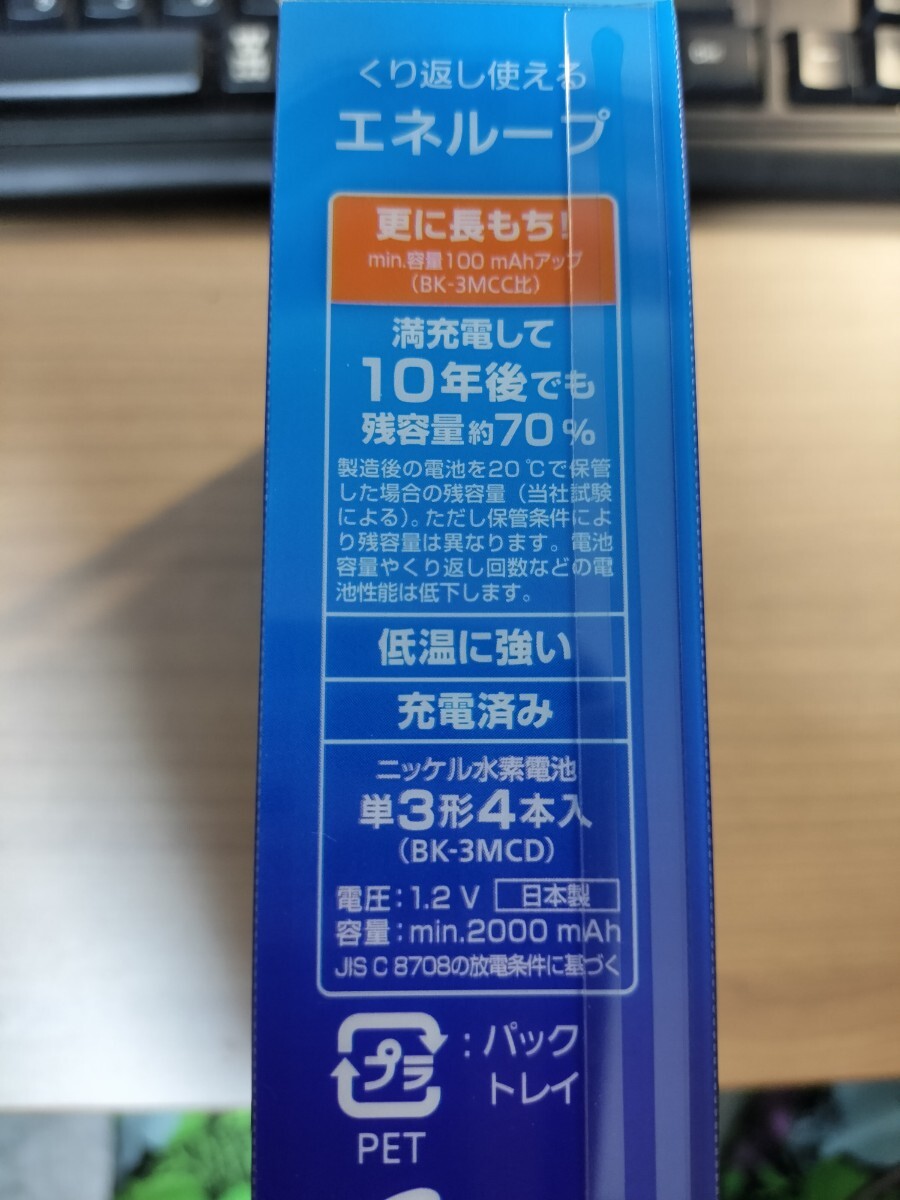 くり返し使える
エネループ
更に長もち!
min.容量100 mAhアップ
(BK-3MCC比)
満充電して
10年後でも
残容量約70%
製造後の電池を20℃で保管
した場合の残容量(当社試験
による)。ただし保管条件によ
り残容量は異なります。電池
容量やくり返し回数などの電
池性能は低下します。
低温に強い
充電済み
ニッケル水素電池
単3形4本入
(BK-3MCD)
電圧:1.2 V 日本製
容量:min.2000 mAh
JIS C 8708の放電条件に基づく
プラ
:パック
トレイ
PET